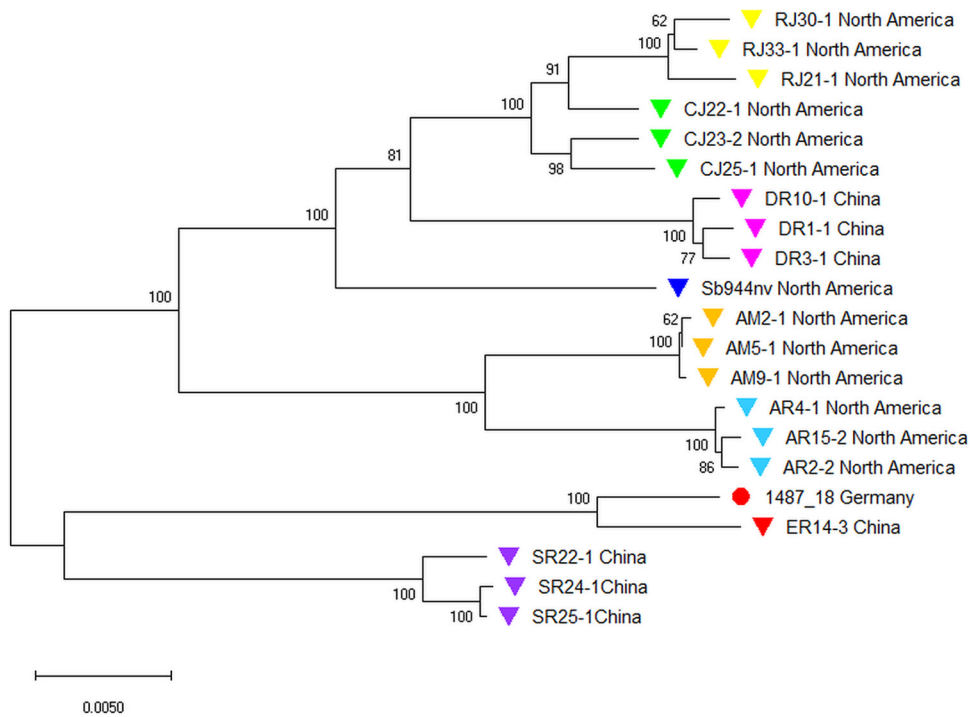 62
RJ30-1 North America
100
RJ33-1 North America
91
RJ21-1 North America
100
CJ22-1 North America
CJ23-2 North America
81
98
CJ25-1 North America
DR10-1 China
100
100
DR1-1 China
77
DR3-1 China
Sb944nv North America
100
62
AM2-1 North America
100
AM5-1 North America
AM9-1 North America
100
AR4-1 North America
100
AR15-2 North America
86
AR2-2 North America
100
1487_18 Germany
ER14-3 China
SR22-1 China
100
SR24-1China
100
SR25-1China
0.0050